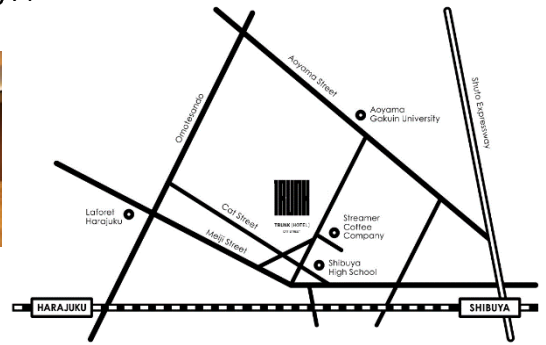 Aoyama Street
Shuto Expressway
Omotesando
Aoyama
Gakuin University
TRUNK
TRUNK (HOTEL)
Cat Street
Laforet
Harajuku
Meiji Street
Streamer
Coffee
Company
Shibuya
High School
HARAJUKU
SHIBUYA